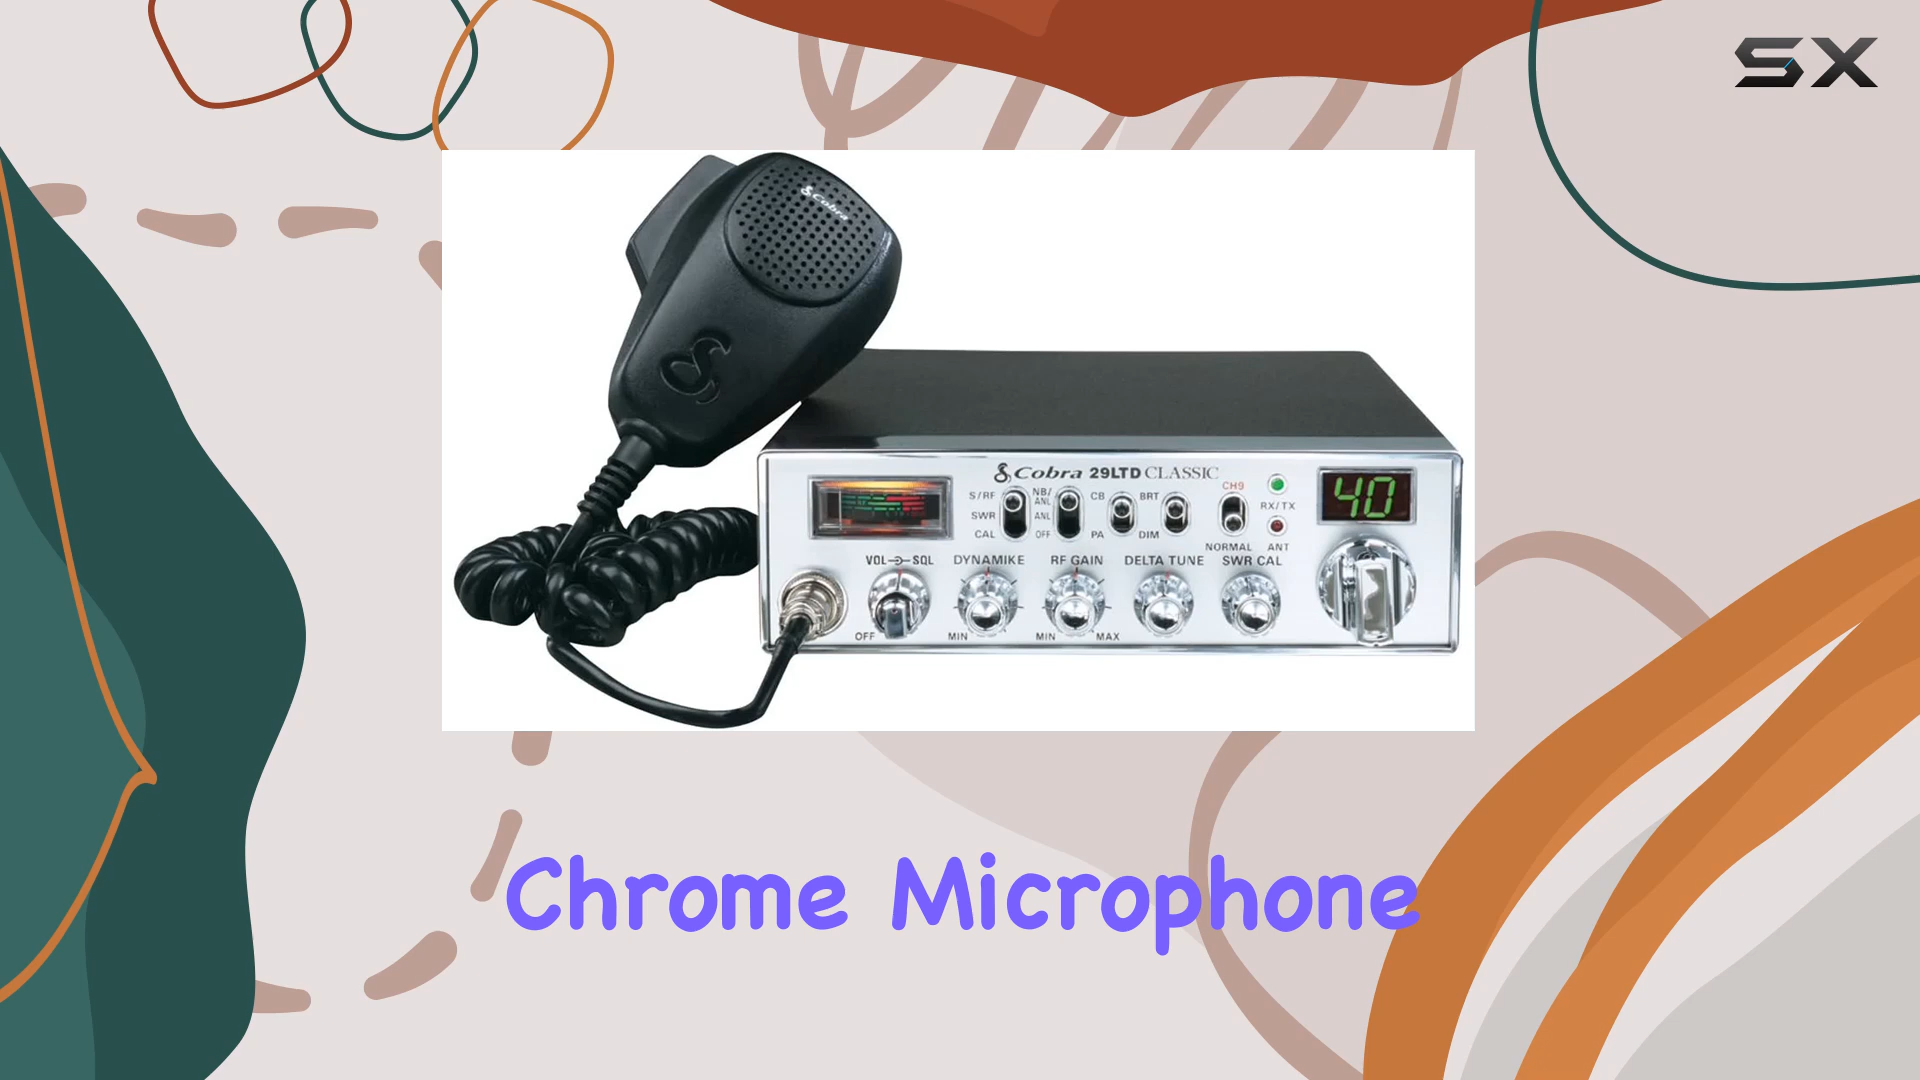 SX
Cobra
Cobra 29LTD CLASSIC
S/RF
SWR
CAL
NB/
ANL
ANL
OFF
CB
PA
BRT
DIM
CH9
NORMAL
RX/TX
ANT
40
VOL SQL
DYNAMIKE
RF GAIN
DELTA TUNE
SWR CAL
OFF
MIN
MIN
MAX
Chrome Microphone